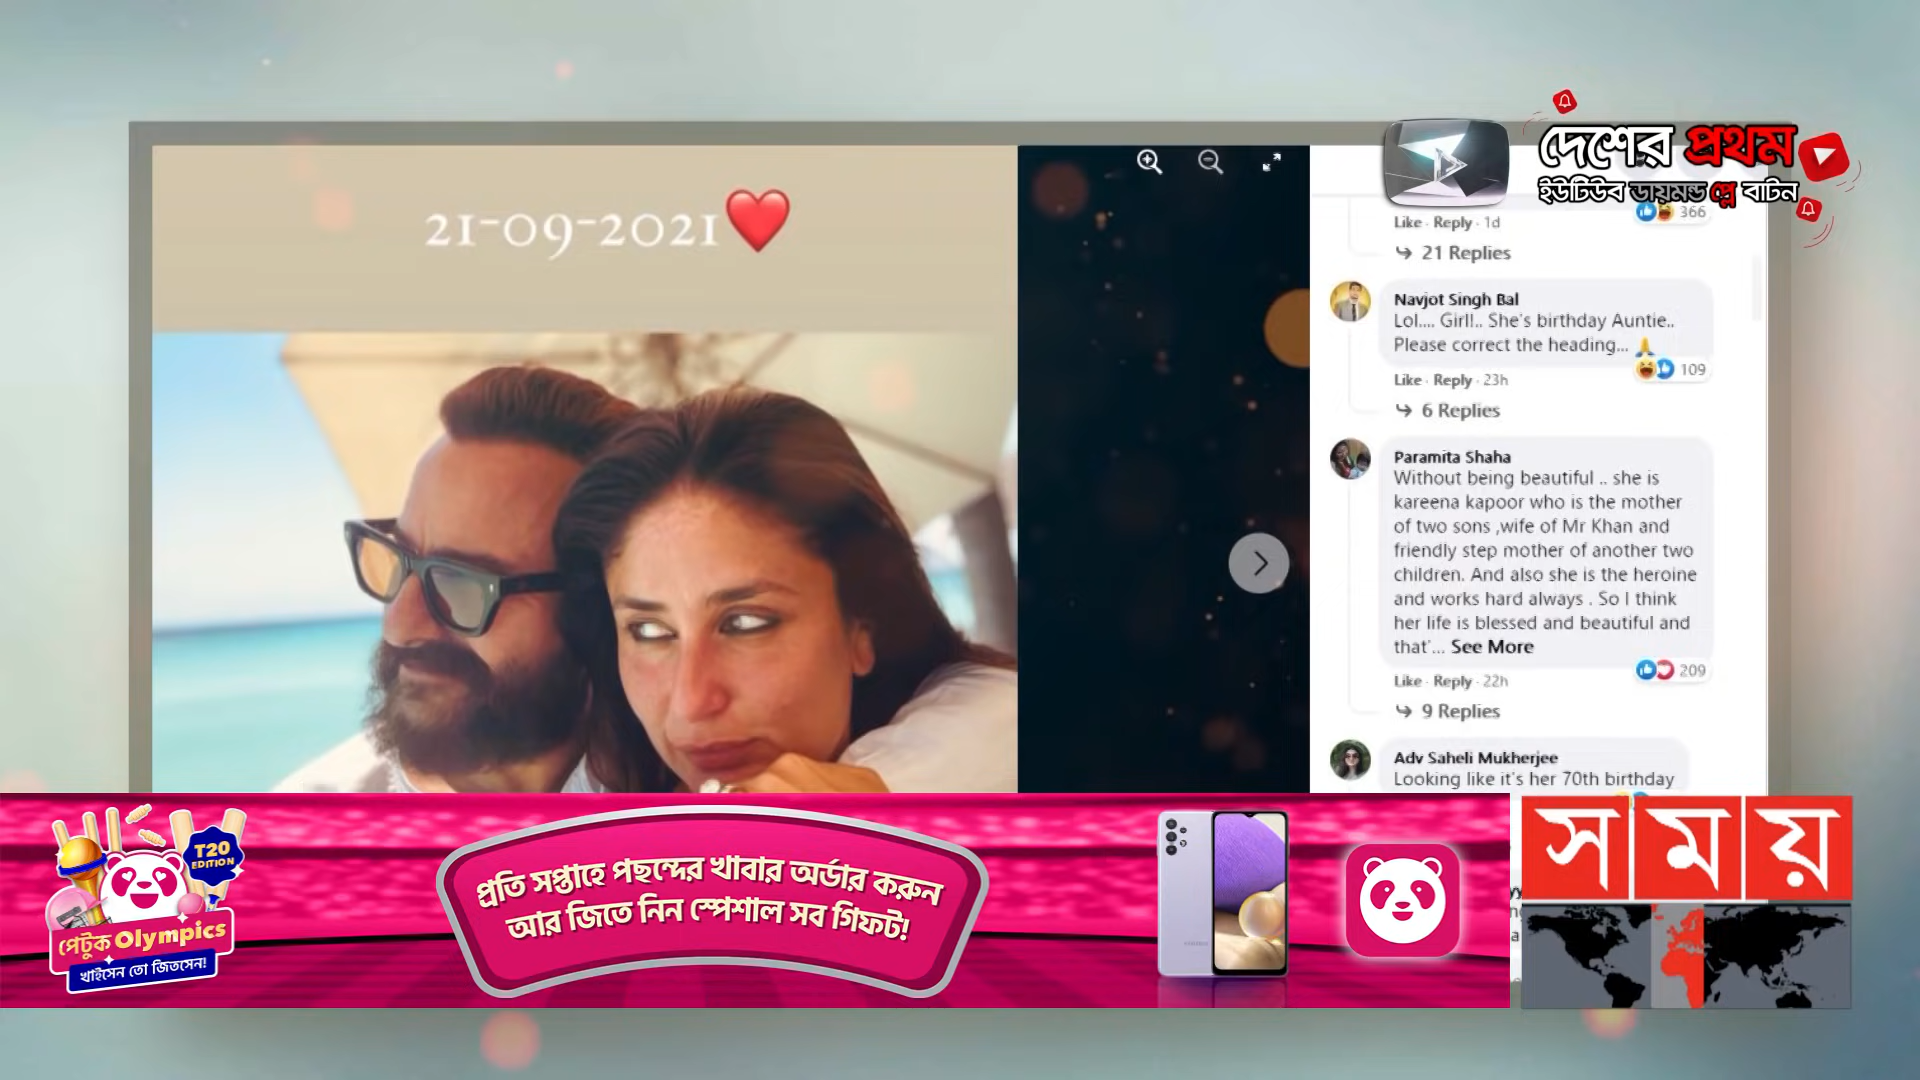 21-09-2021❤️
দেশের প্রথম
ইউটিউব ডায়মন্ড প্লে বাটন
Like · Reply · 1d
366
21 Replies
Navjot Singh Bal
Lol.... Girl!.. She's birthday Auntie..
Please correct the heading... 🙏
109
Like · Reply · 23h
6 Replies
Paramita Shaha
Without being beautiful .. she is
kareena kapoor who is the mother
of two sons ,wife of Mr Khan and
friendly step mother of another two
children. And also she is the heroine
and works hard always . So I think
her life is blessed and beautiful and
that'... See More
209
Like · Reply · 22h
9 Replies
Adv Saheli Mukherjee
Looking like it's her 70th birthday
T20
EDITION
পেটুক Olympics
খাইসেন তো জিতসেন!
প্রতি সপ্তাহে পছন্দের খাবার অর্ডার করুন
আর জিতে নিন স্পেশাল সব গিফট!
সময়